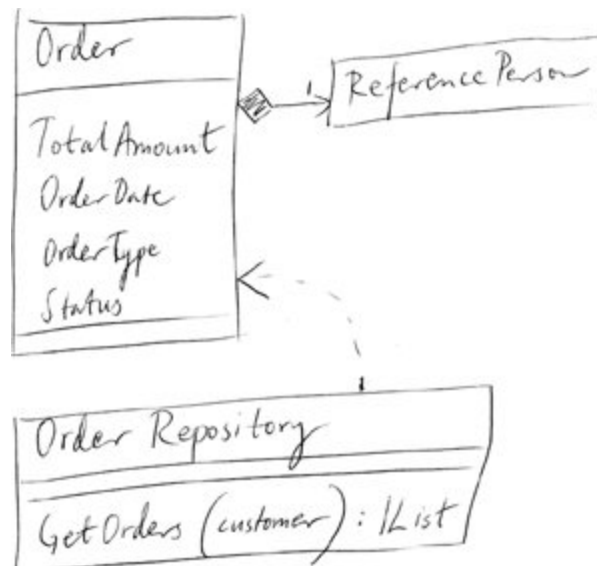 Order
1
ReferencePerson
TotalAmount
OrderDate
OrderType
Status
Order Repository
GetOrders (customer) : IList